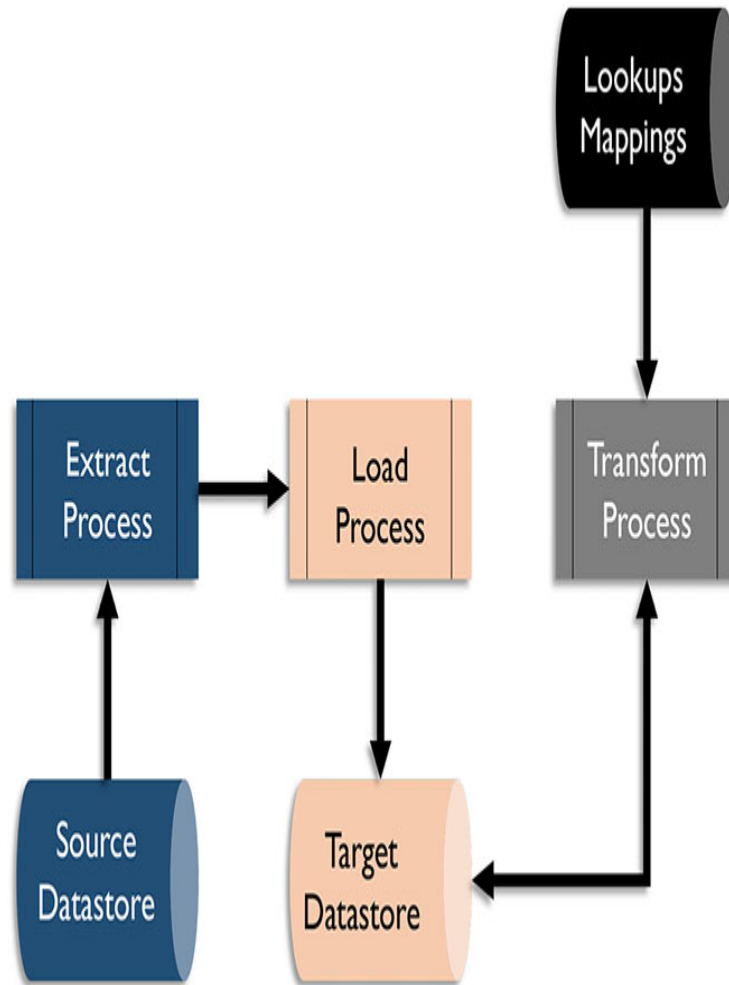 Lookups
Mappings
Extract
Process
Load
Process
Transform
Process
Source
Datastore
Target
Datastore